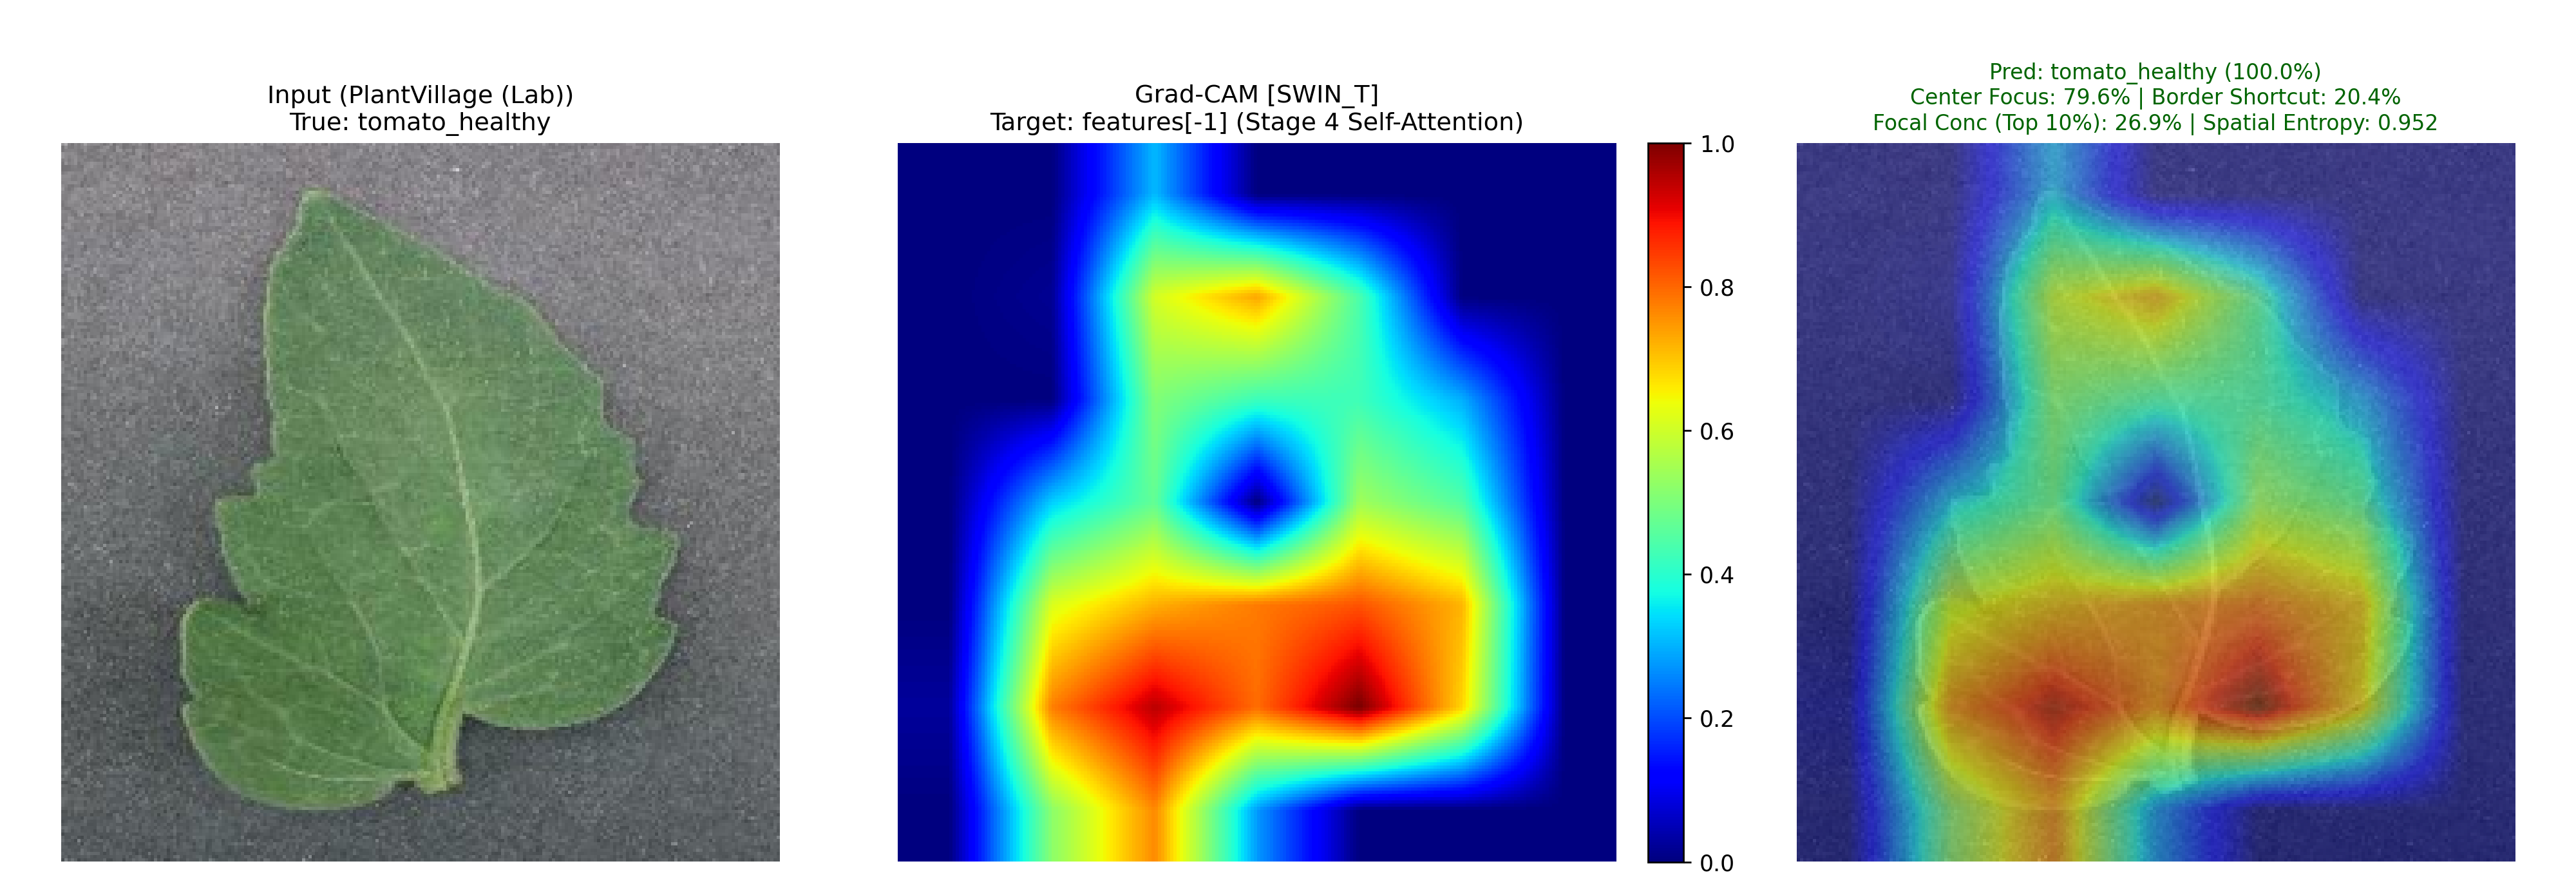 Input (PlantVillage (Lab))
True: tomato_healthy
Grad-CAM [SWIN_T]
Target: features[-1] (Stage 4 Self-Attention)
1.0
0.8
0.6
0.4
0.2
0.0
Pred: tomato_healthy (100.0%)
Center Focus: 79.6% | Border Shortcut: 20.4%
Focal Conc (Top 10%): 26.9% | Spatial Entropy: 0.952